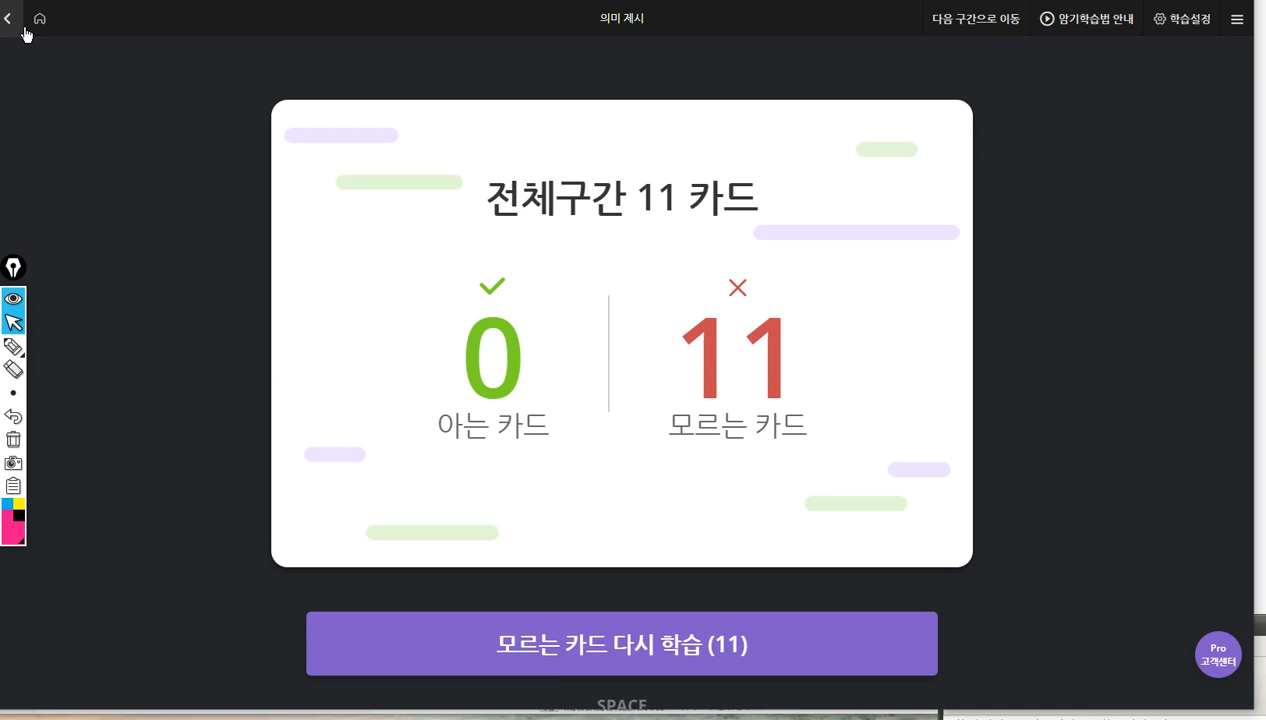 의미 제시
다음 구간으로 이동
암기학습법 안내
학습설정
전체구간 11 카드
0
아는 카드
11
모르는 카드
모르는 카드 다시 학습 (11)
Pro
고객센터
SPACE